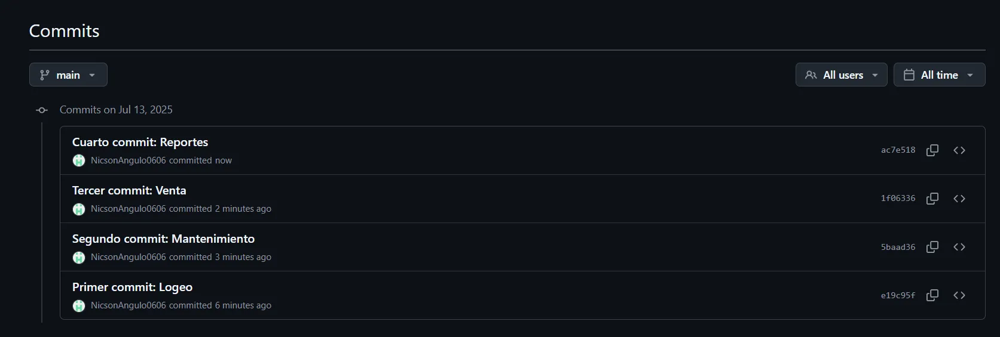 Commits
main
All users
All time
Commits on Jul 13, 2025
Cuarto commit: Reportes
NicsonAngulo0606 committed now
ac7e518
Tercer commit: Venta
NicsonAngulo0606 committed 2 minutes ago
1f06336
Segundo commit: Mantenimiento
NicsonAngulo0606 committed 3 minutes ago
5baad36
Primer commit: Logeo
NicsonAngulo0606 committed 6 minutes ago
e19c95f